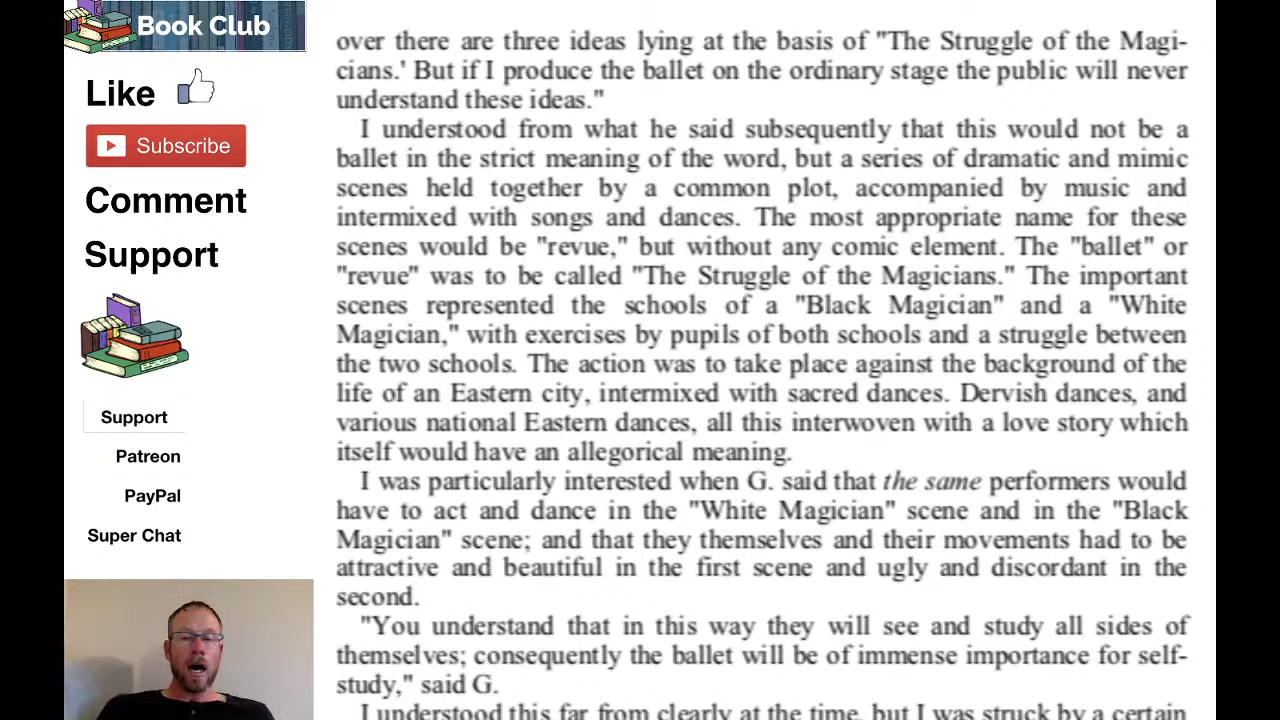 Book Club
Like
Subscribe
Comment
Support
Support
Patreon
PayPal
Super Chat
over there are three ideas lying at the basis of "The Struggle of the Magi-
cians.' But if I produce the ballet on the ordinary stage the public will never
understand these ideas."
I understood from what he said subsequently that this would not be a
ballet in the strict meaning of the word, but a series of dramatic and mimic
scenes held together by a common plot, accompanied by music and
intermixed with songs and dances. The most appropriate name for these
scenes would be "revue," but without any comic element. The "ballet" or
"revue" was to be called "The Struggle of the Magicians." The important
scenes represented the schools of a "Black Magician" and a "White
Magician," with exercises by pupils of both schools and a struggle between
the two schools. The action was to take place against the background of the
life of an Eastern city, intermixed with sacred dances. Dervish dances, and
various national Eastern dances, all this interwoven with a love story which
itself would have an allegorical meaning.
I was particularly interested when G. said that the same performers would
have to act and dance in the "White Magician" scene and in the "Black
Magician" scene; and that they themselves and their movements had to be
attractive and beautiful in the first scene and ugly and discordant in the
second.
"You understand that in this way they will see and study all sides of
themselves; consequently the ballet will be of immense importance for self-
study," said G.
I understood this far from clearly at the time, but I was struck by a certain